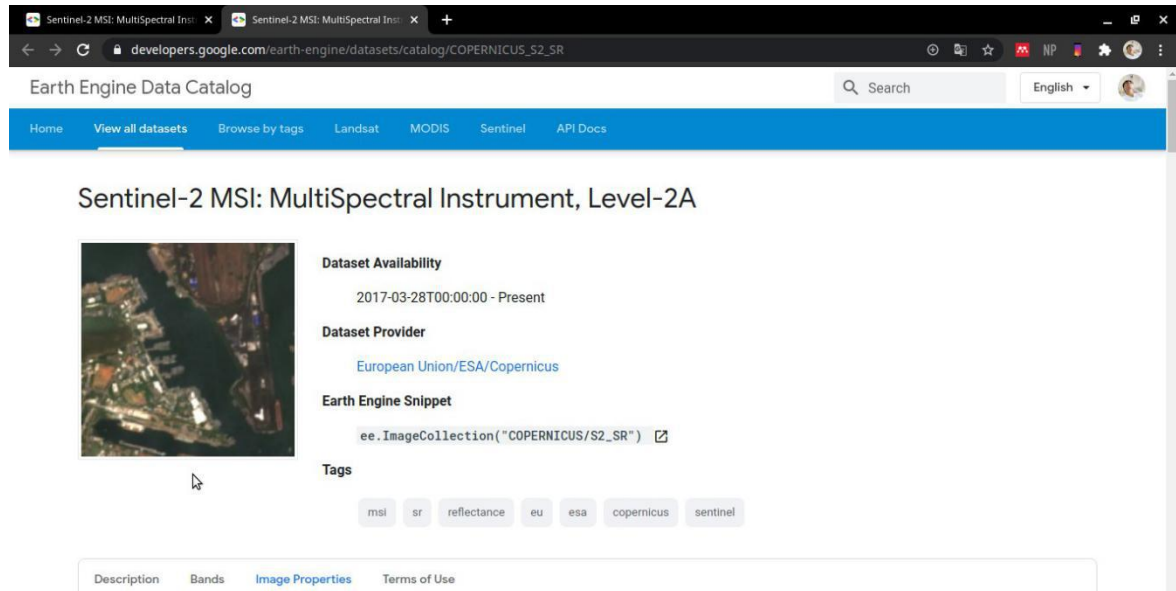 Sentinel-2 MSI: MultiSpectral Inst
Sentinel-2 MSI: MultiSpectral Inst
developers.google.com/earth-engine/datasets/catalog/COPERNICUS_S2_SR
NP
Earth Engine Data Catalog
Search
English
Home View all datasets Browse by tags Landsat MODIS Sentinel API Docs
Sentinel-2 MSI: MultiSpectral Instrument, Level-2A
Dataset Availability
2017-03-28T00:00:00 - Present
Dataset Provider
European Union/ESA/Copernicus
Earth Engine Snippet
ee.ImageCollection("COPERNICUS/S2_SR")
Tags
msi sr reflectance eu esa copernicus sentinel
Description Bands Image Properties Terms of Use